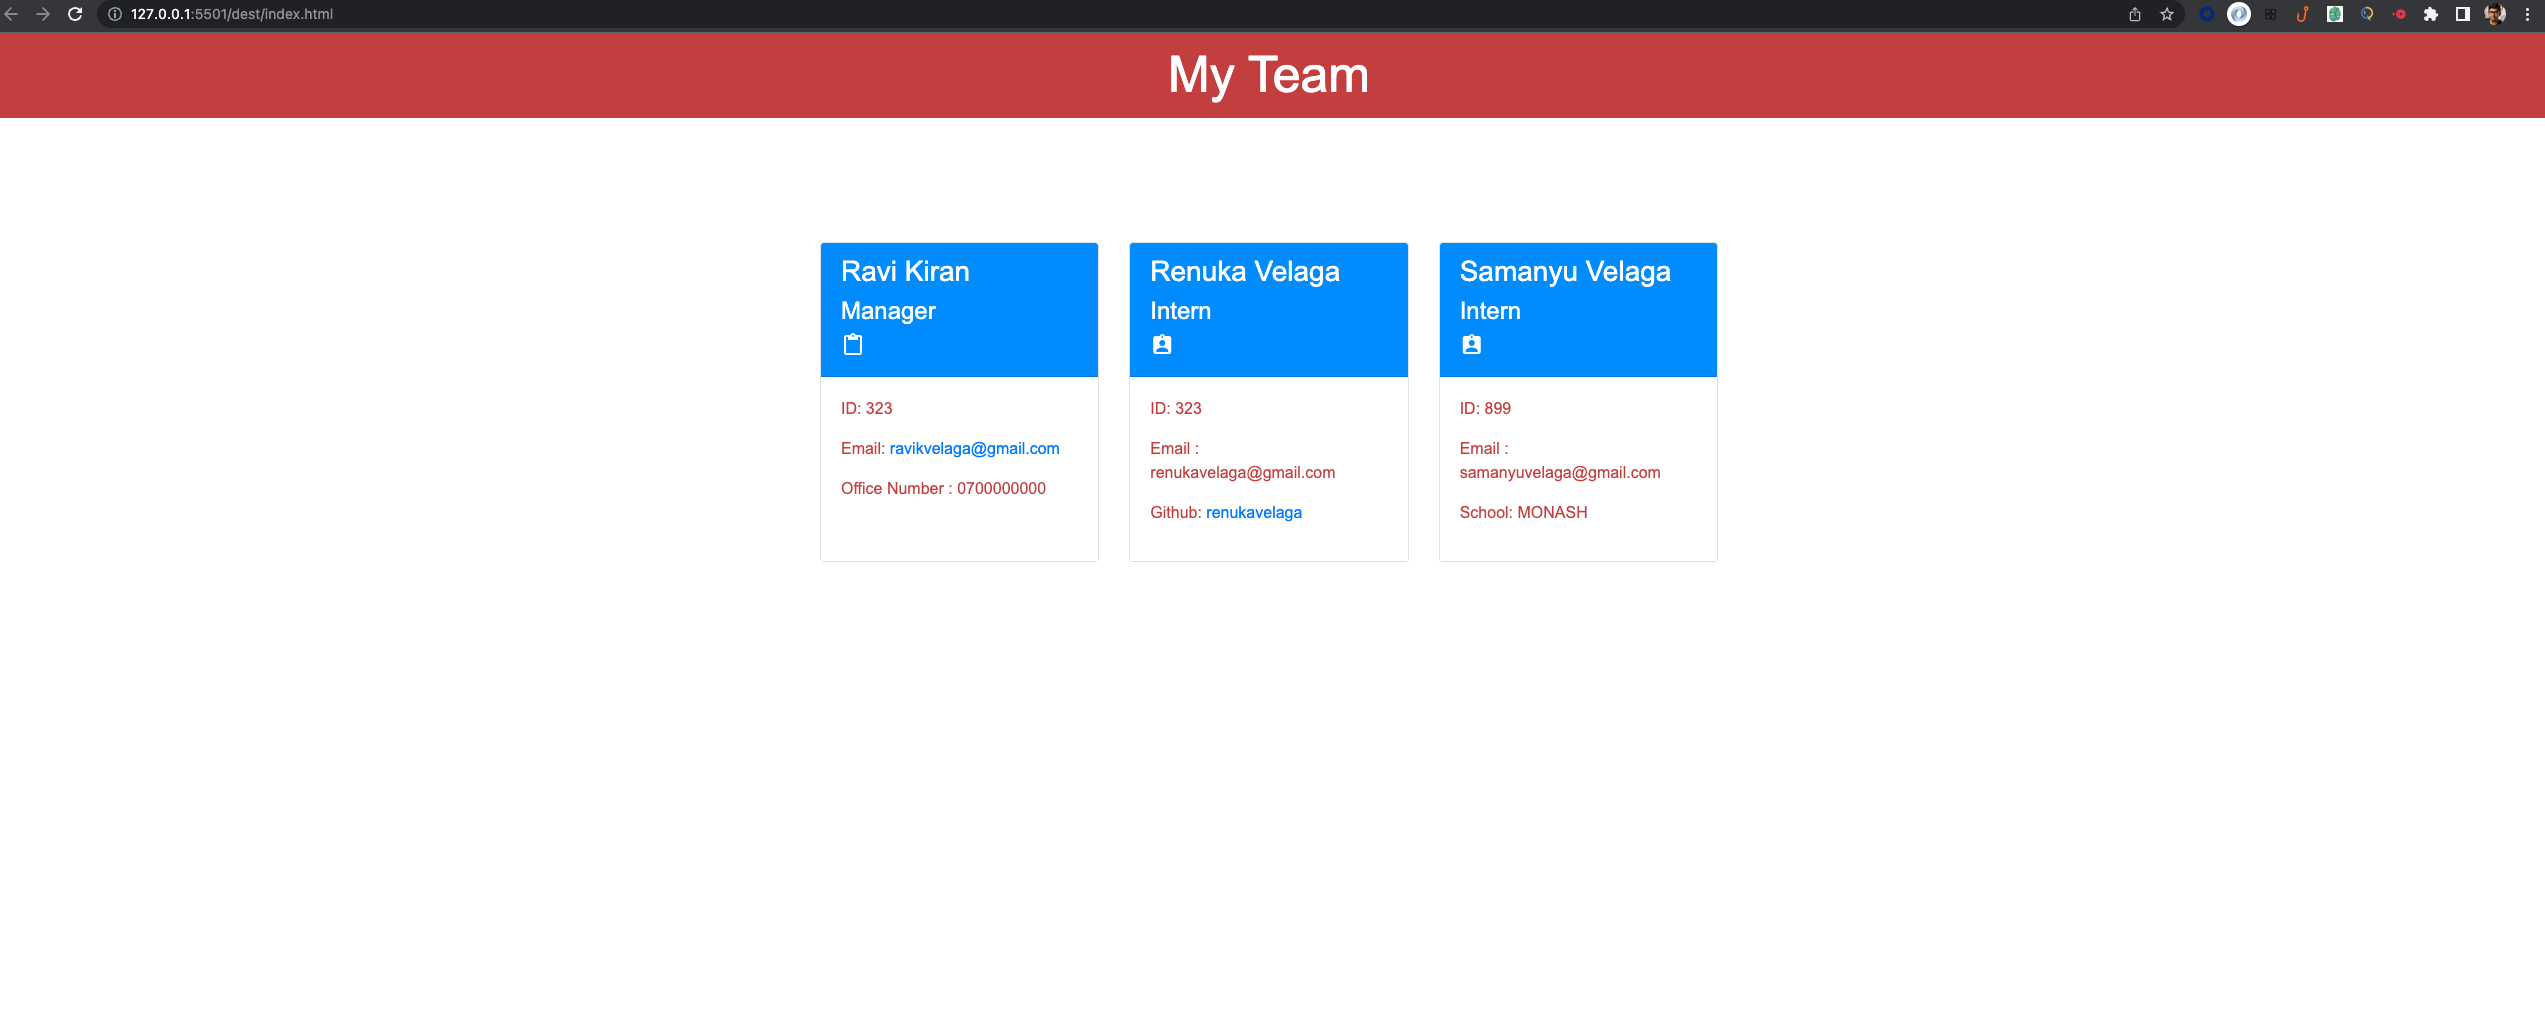 127.0.0.1:5501/dest/index.html
My Team
Ravi Kiran
Manager
ID: 323
Email: ravikvelaga@gmail.com
Office Number : 0700000000
Renuka Velaga
Intern
ID: 323
Email :
renukavelaga@gmail.com
Github: renukavelaga
Samanyu Velaga
Intern
ID: 899
Email :
samanyuvelaga@gmail.com
School: MONASH